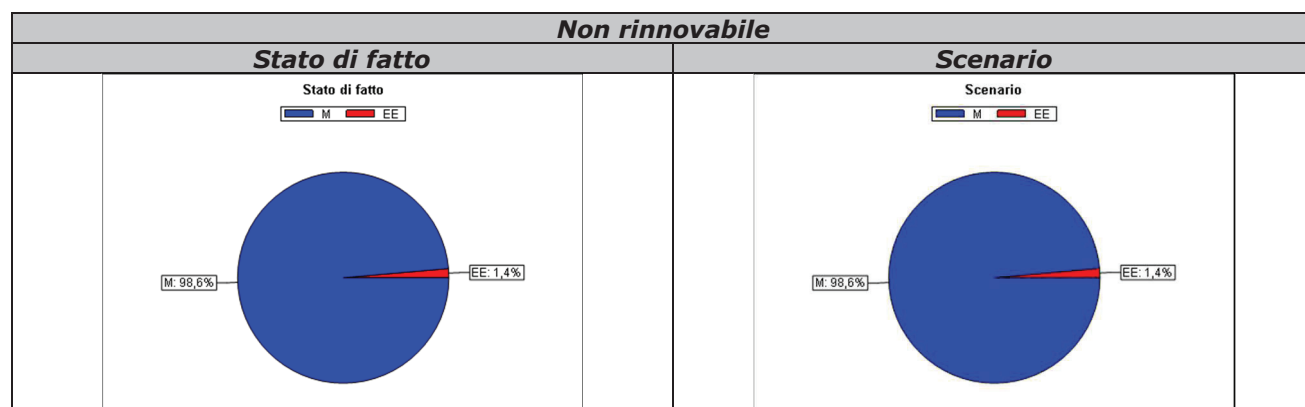 Non rinnovabile
Stato di fatto
Scenario
Stato di fatto
M EE
M: 98,6%
EE: 1,4%
Scenario
M EE
M: 98,6%
EE: 1,4%